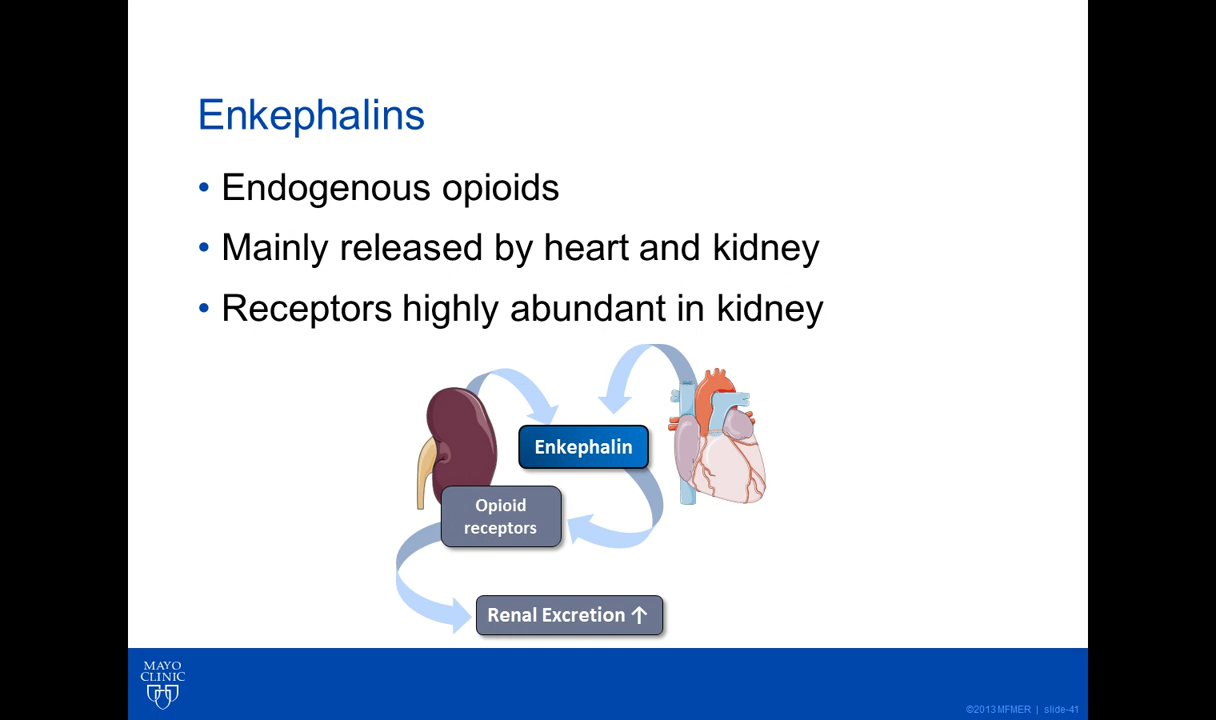 Enkephalins
• Endogenous opioids
• Mainly released by heart and kidney
• Receptors highly abundant in kidney
Enkephalin
Opioid
receptors
Renal Excretion ↑
MAYO
CLINIC
©2013 MFMER | slide-41